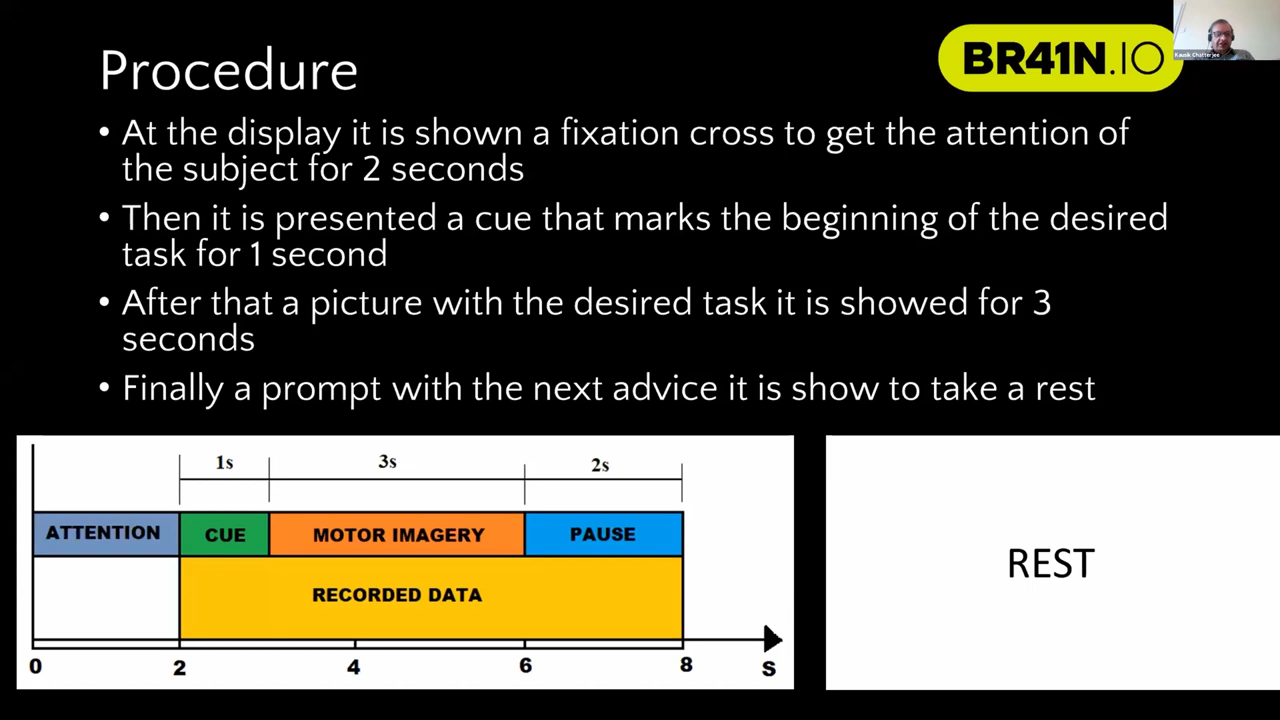 Procedure
BR41N.IO
Kausik Chatterjee
• At the display it is shown a fixation cross to get the attention of
the subject for 2 seconds
• Then it is presented a cue that marks the beginning of the desired
task for 1 second
• After that a picture with the desired task it is showed for 3
seconds
• Finally a prompt with the next advice it is show to take a rest
1s 3s 2s
ATTENTION CUE MOTOR IMAGERY PAUSE
RECORDED DATA
0 2 4 6 8 S
REST